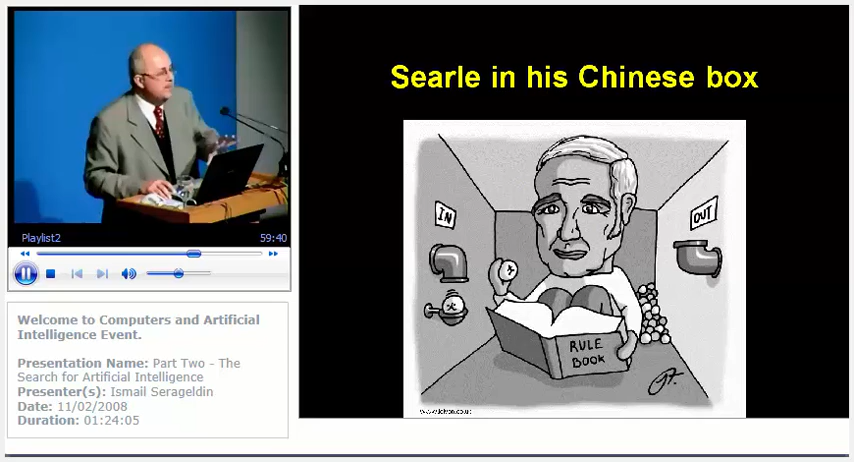 Searle in his Chinese box
IN
OUT
RULE
BOOK
Playlist2
59:40
Welcome to Computers and Artificial
Intelligence Event.
Presentation Name: Part Two - The
Search for Artificial Intelligence
Presenter(s): Ismail Serageldin
Date: 11/02/2008
Duration: 01:24:05